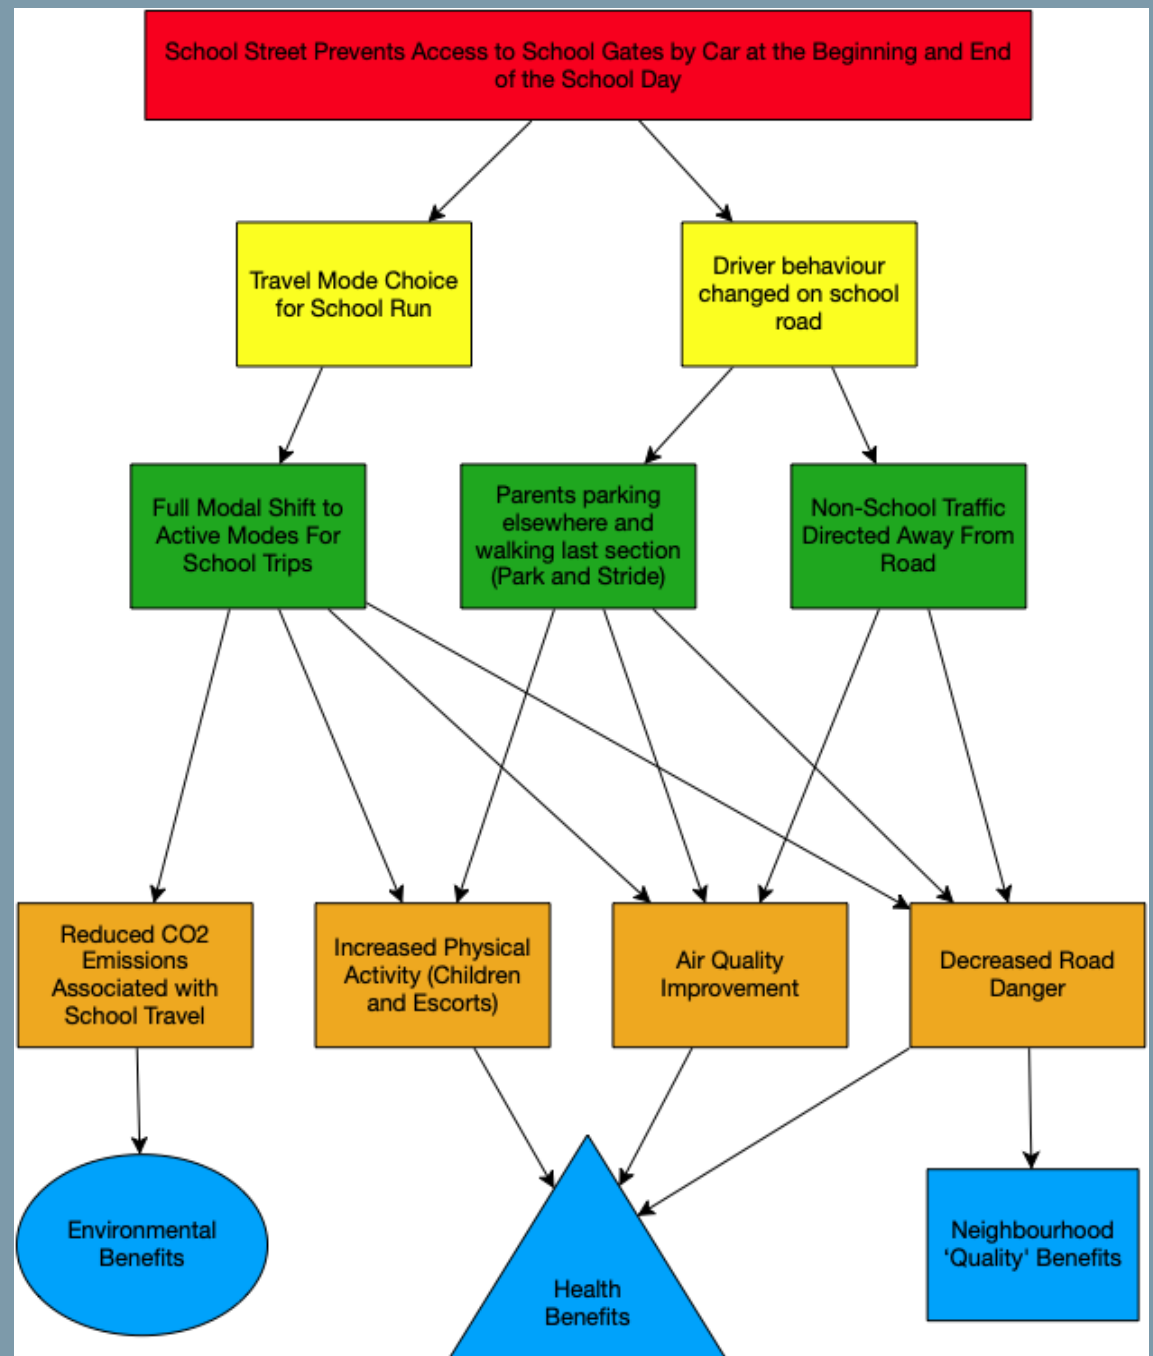 School Street Prevents Access to School Gates by Car at the Beginning and End
of the School Day
Travel Mode Choice
for School Run
Driver behaviour
changed on school
road
Full Modal Shift to
Active Modes For
School Trips
Parents parking
elsewhere and
walking last section
(Park and Stride)
Non-School Traffic
Directed Away From
Road
Reduced CO2
Emissions
Associated with
School Travel
Increased Physical
Activity (Children
and Escorts)
Air Quality
Improvement
Decreased Road
Danger
Environmental
Benefits
Health
Benefits
Neighbourhood
‘Quality’ Benefits